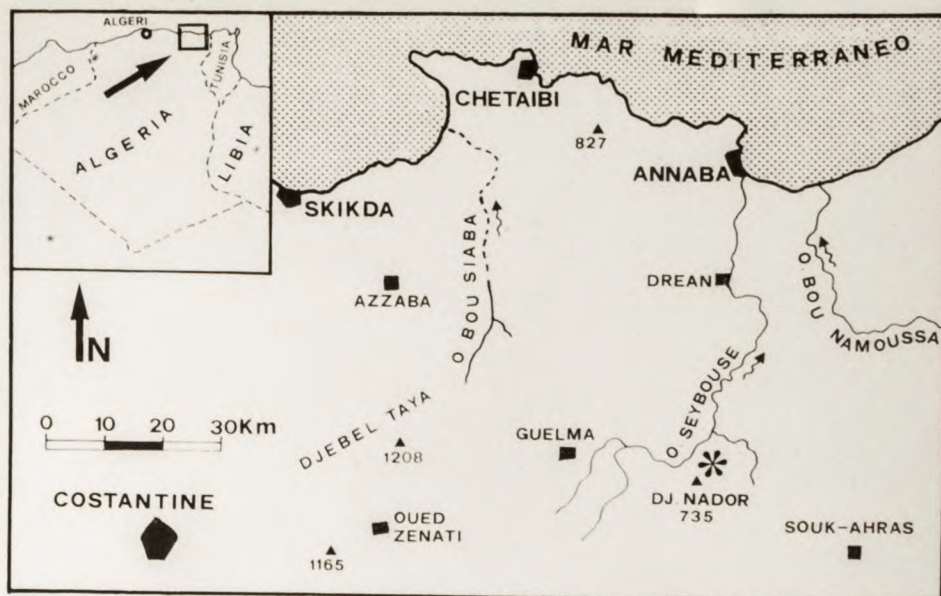 ALGERI
MAROCCO
TUNISIA
ALGERIA
LIBIA
MAR MEDITERRANEO
CHETAIBI
827
ANNABA
SKIKDA
O BOU SIABA
AZZABA
DREAN
O. BOU NAMOUSSA
N
0 10 20 30Km
DJEBEL TAYA
1208
GUELMA
O. SEYBOUSE
DJ. NADOR
735
COSTANTINE
OUED
ZENATI
1165
SOUK-AHRAS